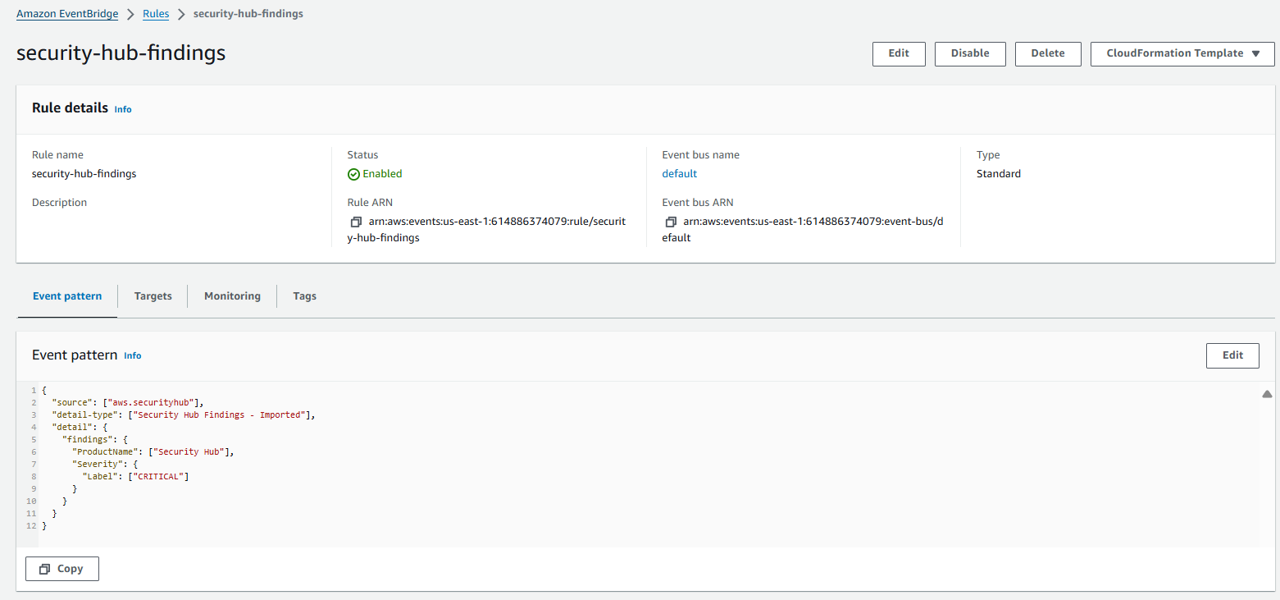 Amazon EventBridge > Rules > security-hub-findings
security-hub-findings
Edit
Disable
Delete
CloudFormation Template
Rule details Info
Rule name
security-hub-findings
Description
Status
Enabled
Rule ARN
arn:aws:events:us-east-1:614886374079:rule/securit
y-hub-findings
Event bus name
default
Event bus ARN
arn:aws:events:us-east-1:614886374079:event-bus/d
efault
Type
Standard
Event pattern
Targets
Monitoring
Tags
Event pattern Info
Edit
1 {
2   "source": ["aws.securityhub"],
3   "detail-type": ["Security Hub Findings - Imported"],
4   "detail": {
5     "findings": {
6       "ProductName": ["Security Hub"],
7       "Severity": {
8         "Label": ["CRITICAL"]
9       }
10     }
11   }
12 }
Copy